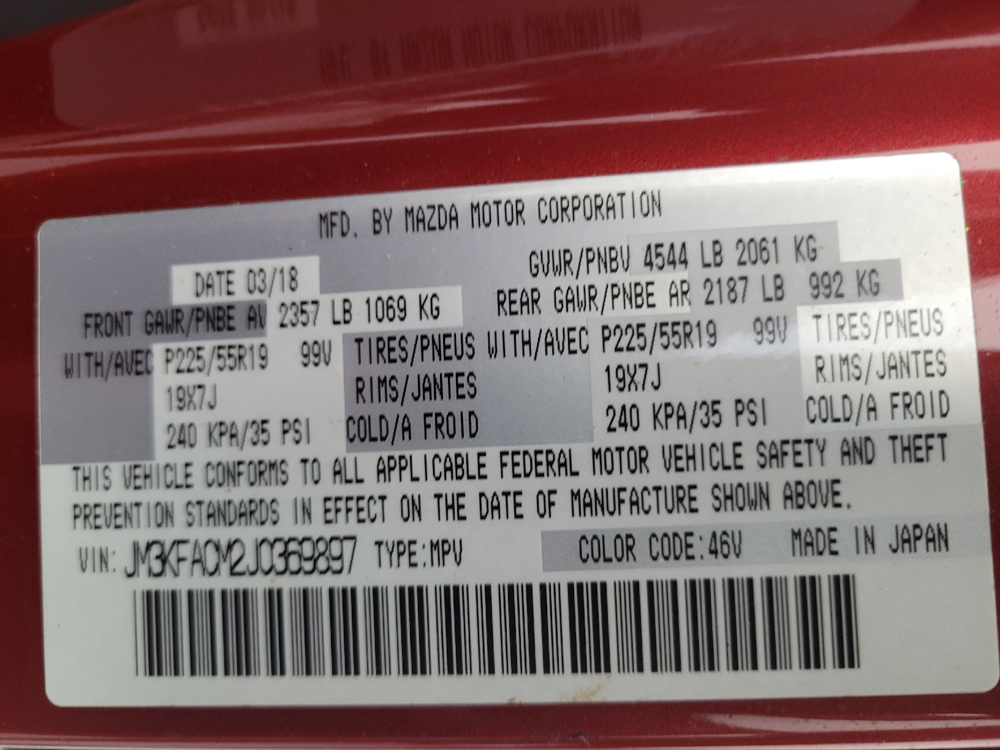 MFD. BY MAZDA MOTOR CORPORATION
DATE 03/18 GVWR/PNBV 4544 LB 2061 KG
FRONT GAWR/PNBE AV 2357 LB 1069 KG REAR GAWR/PNBE AR 2187 LB 992 KG
WITH/AVEC P225/55R19 99V TIRES/PNEUS WITH/AVEC P225/55R19 99V TIRES/PNEUS
19X7J RIMS/JANTES 19X7J RIMS/JANTES
240 KPA/35 PSI COLD/A FROID 240 KPA/35 PSI COLD/A FROID
THIS VEHICLE CONFORMS TO ALL APPLICABLE FEDERAL MOTOR VEHICLE SAFETY AND THEFT
PREVENTION STANDARDS IN EFFECT ON THE DATE OF MANUFACTURE SHOWN ABOVE.
VIN: JM3KFACM2J0369897 TYPE:MPV COLOR CODE:46V MADE IN JAPAN